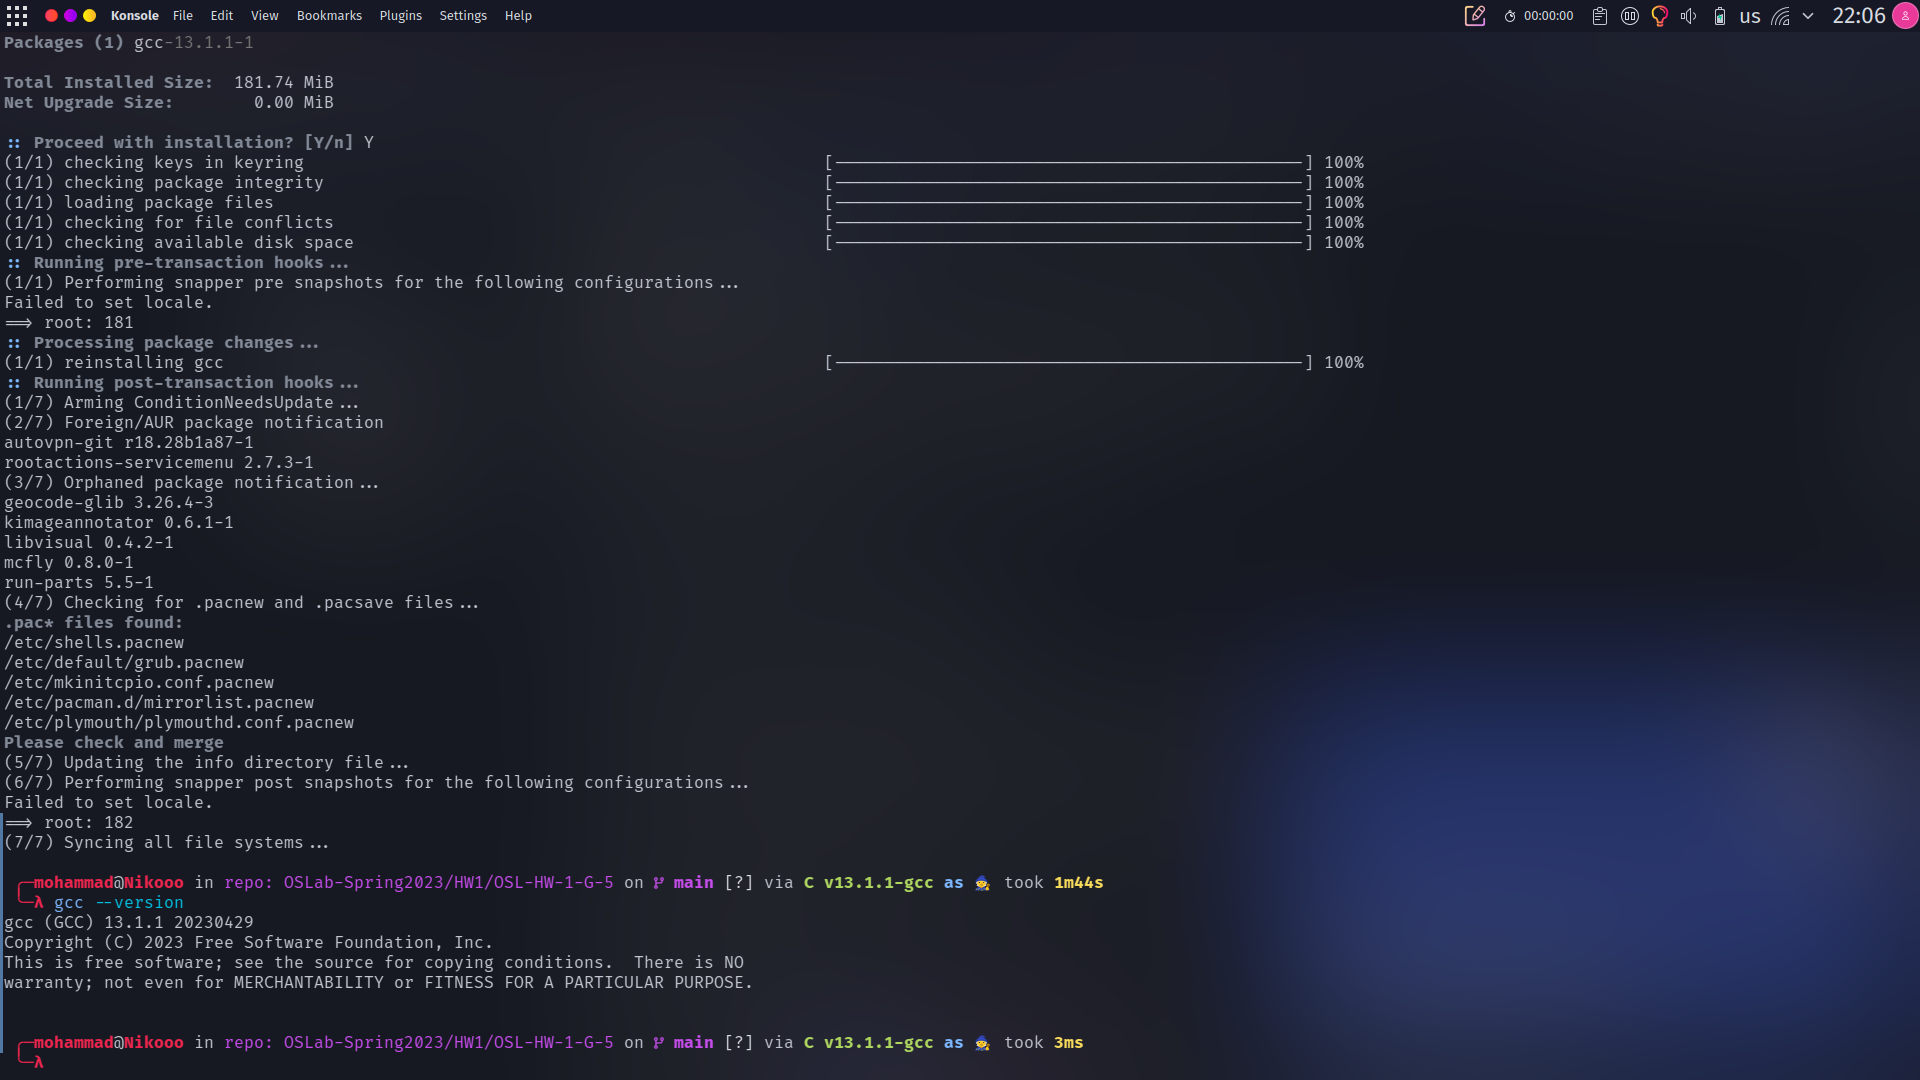 Konsole File Edit View Bookmarks Plugins Settings Help 00:00:00 us 22:06
Packages (1) gcc-13.1.1-1
Total Installed Size:  181.74 MiB
Net Upgrade Size:        0.00 MiB
:: Proceed with installation? [Y/n] Y
(1/1) checking keys in keyring [----------------------------------------------] 100%
(1/1) checking package integrity [----------------------------------------------] 100%
(1/1) loading package files [----------------------------------------------] 100%
(1/1) checking for file conflicts [----------------------------------------------] 100%
(1/1) checking available disk space [----------------------------------------------] 100%
:: Running pre-transaction hooks...
(1/1) Performing snapper pre snapshots for the following configurations...
Failed to set locale.
==> root: 181
:: Processing package changes...
(1/1) reinstalling gcc [----------------------------------------------] 100%
:: Running post-transaction hooks...
(1/7) Arming ConditionNeedsUpdate...
(2/7) Foreign/AUR package notification
autovpn-git r18.28b1a87-1
rootactions-servicemenu 2.7.3-1
(3/7) Orphaned package notification...
geocode-glib 3.26.4-3
kimageannotator 0.6.1-1
libvisual 0.4.2-1
mcfly 0.8.0-1
run-parts 5.5-1
(4/7) Checking for .pacnew and .pacsave files...
.pac* files found:
/etc/shells.pacnew
/etc/default/grub.pacnew
/etc/mkinitcpio.conf.pacnew
/etc/pacman.d/mirrorlist.pacnew
/etc/plymouth/plymouthd.conf.pacnew
Please check and merge
(5/7) Updating the info directory file...
(6/7) Performing snapper post snapshots for the following configurations...
Failed to set locale.
==> root: 182
(7/7) Syncing all file systems...
╭─mohammad@Nikooo in repo: OSLab-Spring2023/HW1/OSL-HW-1-G-5 on main [?] via C v13.1.1-gcc as 🧙 took 1m44s
╰─λ gcc --version
gcc (GCC) 13.1.1 20230429
Copyright (C) 2023 Free Software Foundation, Inc.
This is free software; see the source for copying conditions.  There is NO
warranty; not even for MERCHANTABILITY or FITNESS FOR A PARTICULAR PURPOSE.
╭─mohammad@Nikooo in repo: OSLab-Spring2023/HW1/OSL-HW-1-G-5 on main [?] via C v13.1.1-gcc as 🧙 took 3ms
╰─λ